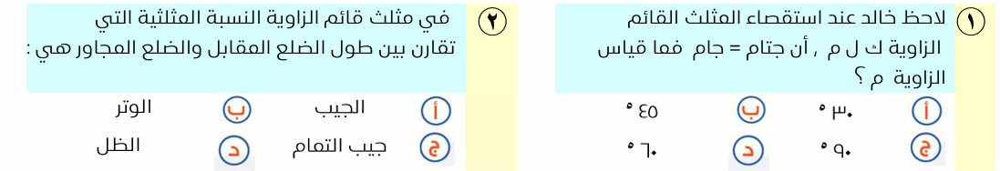 ١ لاحظ خالد عند استقصاء المثلث القائم
الزاوية ك ل م ، أن جتام = جام فما قياس
الزاوية م ؟
أ ٣٠° ب ٤٥°
ج ٩٠° د ٦٠°
٢ في مثلث قائم الزاوية النسبة المثلثية التي
تقارن بين طول الضلع المقابل والضلع المجاور هي :
أ الجيب ب الوتر
ج جيب التمام د الظل